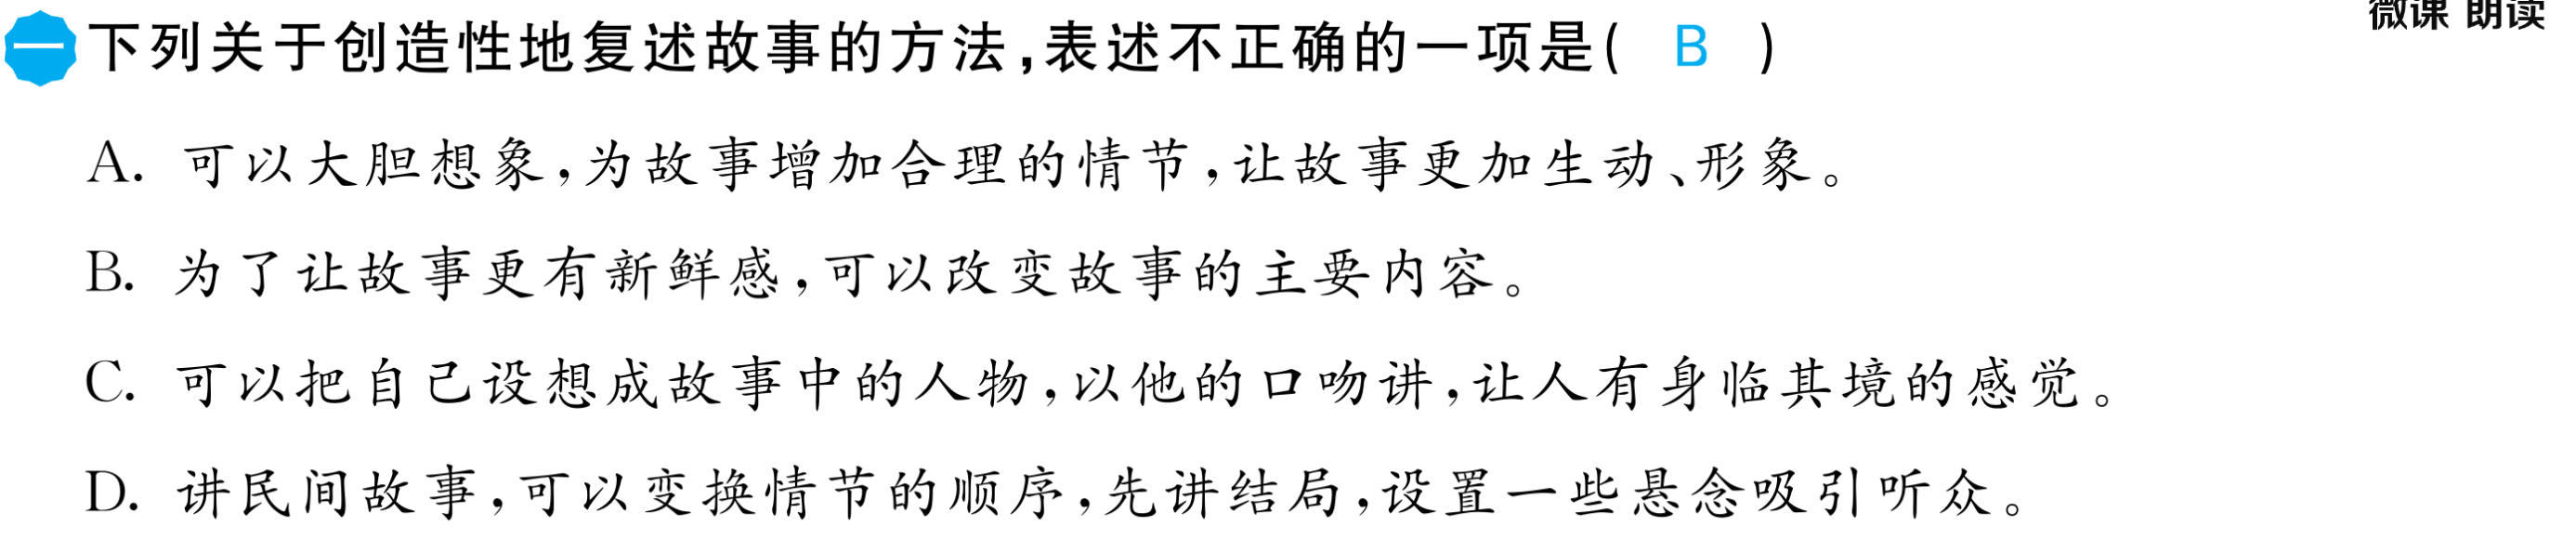 微课 朗读
一 下列关于创造性地复述故事的方法,表述不正确的一项是( B )
A. 可以大胆想象,为故事增加合理的情节,让故事更加生动、形象。
B. 为了让故事更有新鲜感,可以改变故事的主要内容。
C. 可以把自己设想成故事中的人物,以他的口吻讲,让人有身临其境的感觉。
D. 讲民间故事,可以变换情节的顺序,先讲结局,设置一些悬念吸引听众。